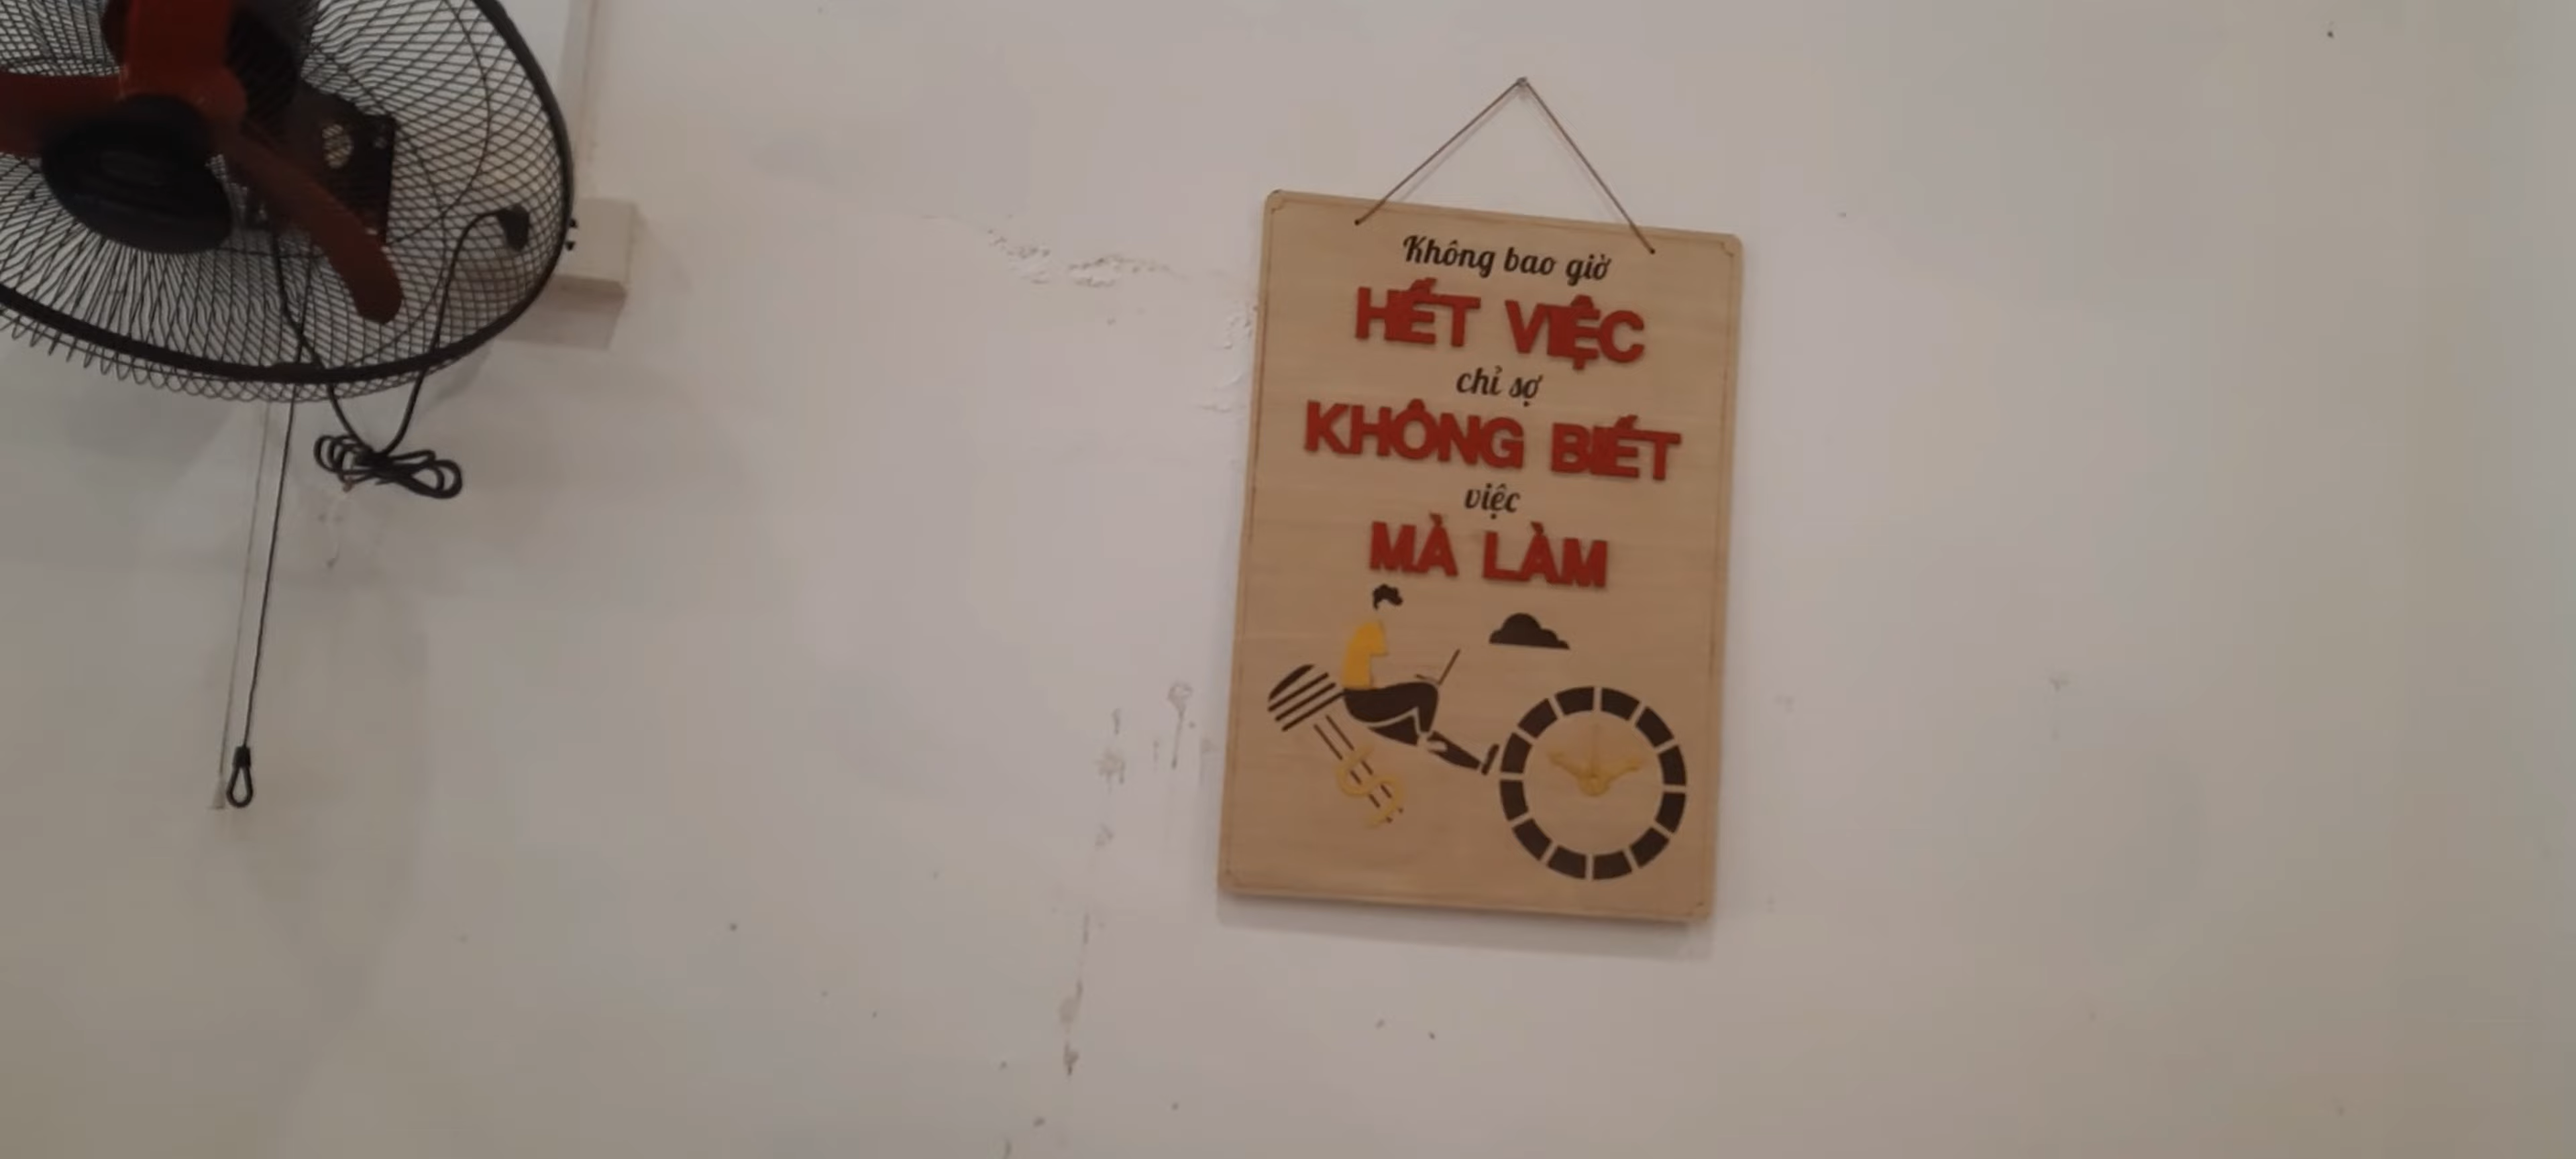 Không bao giờ
HẾT VIỆC
chỉ sợ
KHÔNG BIẾT
việc
MÀ LÀM
$